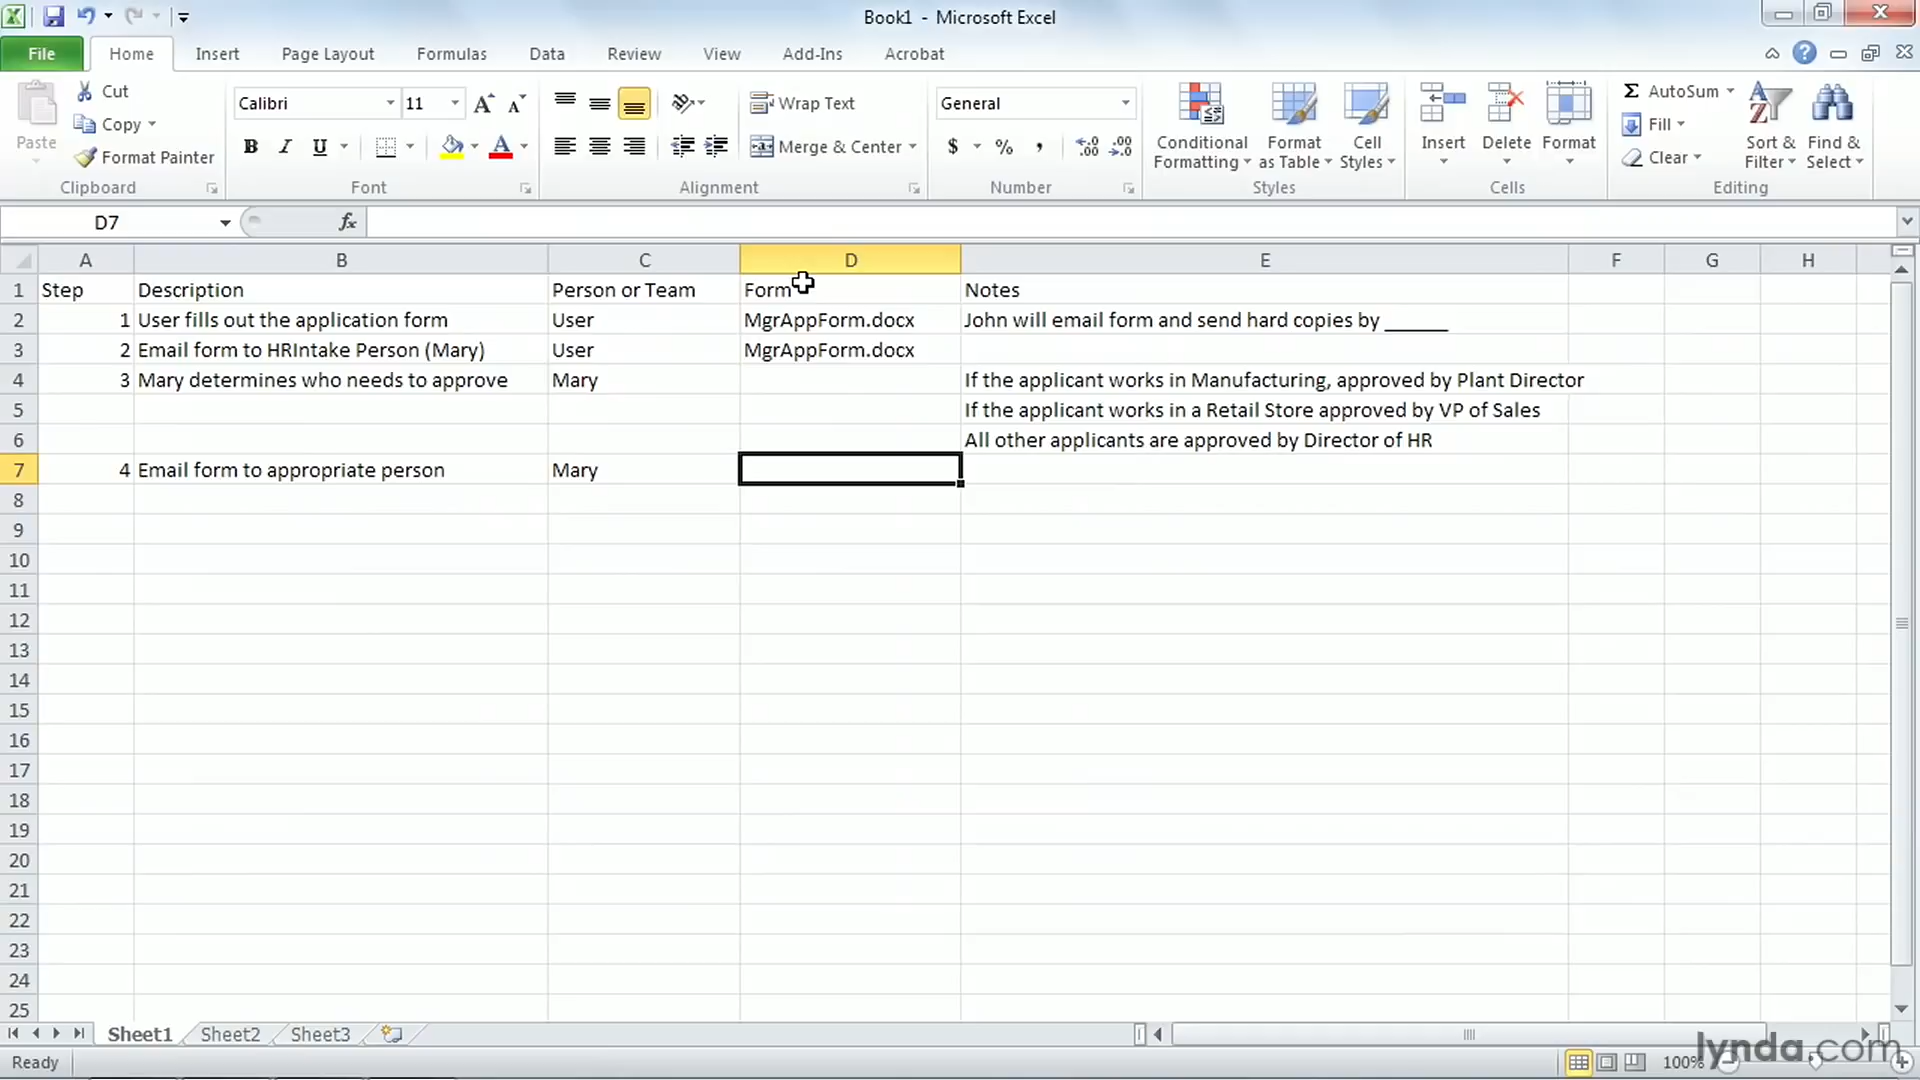 Book1 - Microsoft Excel
File Home Insert Page Layout Formulas Data Review View Add-Ins Acrobat
Cut
Calibri 11 Wrap Text General AutoSum
Copy
Paste Conditional Formatting Format as Table Cell Styles Insert Delete Format Fill Sort & Filter Find & Select
Format Painter B I U Merge & Center $ % , .00 .00 Clear
Clipboard Font Alignment Number Styles Cells Editing
D7 fx
A B C D E F G H
1 Step Description Person or Team Form Notes
2 1 User fills out the application form User MgrAppForm.docx John will email form and send hard copies by ______
3 2 Email form to HRIntake Person (Mary) User MgrAppForm.docx
4 3 Mary determines who needs to approve Mary If the applicant works in Manufacturing, approved by Plant Director
5 If the applicant works in a Retail Store approved by VP of Sales
6 All other applicants are approved by Director of HR
7 4 Email form to appropriate person Mary
8
9
10
11
12
13
14
15
16
17
18
19
20
21
22
23
24
25
Sheet1 Sheet2 Sheet3
Ready 100%
lynda.com